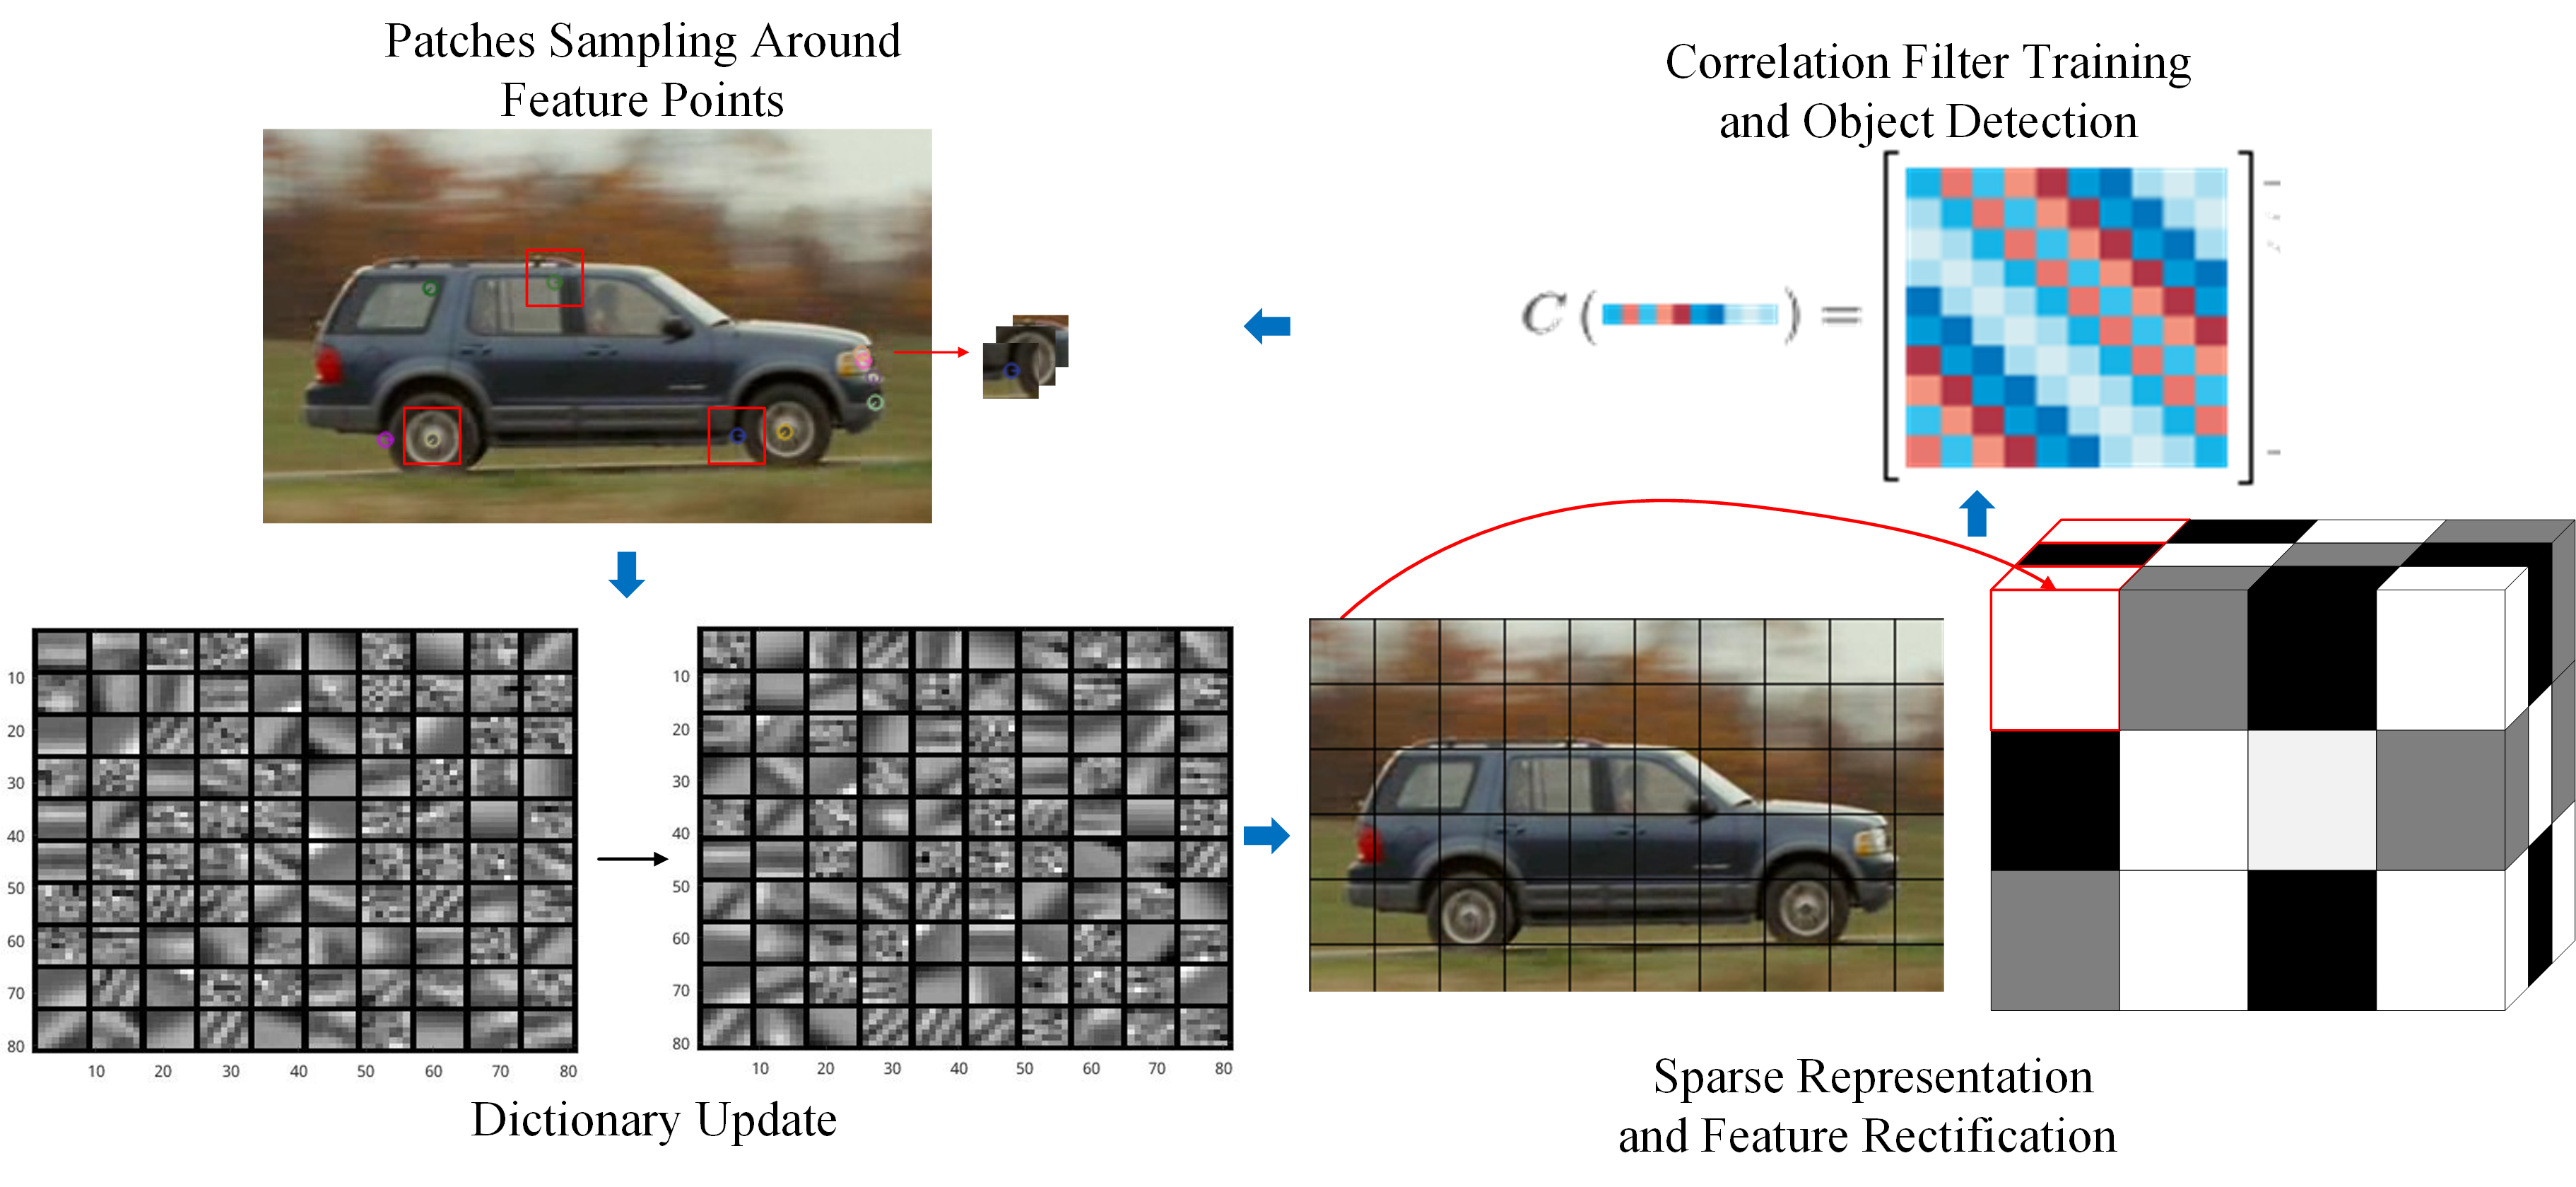 Patches Sampling Around
Feature Points
Correlation Filter Training
and Object Detection
C ( ) =
10
20
30
40
50
60
70
80
10 20 30 40 50 60 70 80
10
20
30
40
50
60
70
80
10 20 30 40 50 60 70 80
Dictionary Update
Sparse Representation
and Feature Rectification